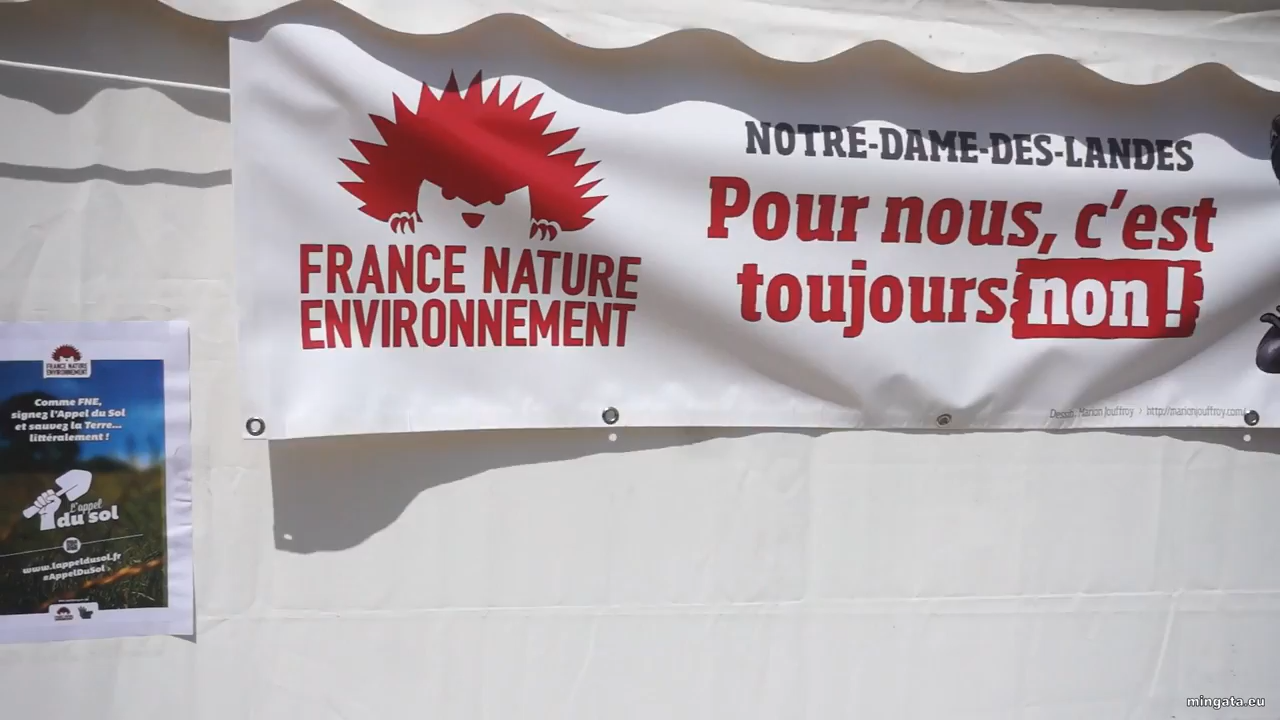 FRANCE NATURE
ENVIRONNEMENT
NOTRE-DAME-DES-LANDES
Pour nous, c'est
toujours non !
Dessin. Marion Jouffroy › http://marionjouffroy.com/
FRANCE NATURE
ENVIRONNEMENT
Comme FNE,
signez l'Appel du Sol
et sauvez la Terre...
littéralement !
L'appel
du sol
www.lappeldusol.fr
#AppelDuSol
mingata.eu